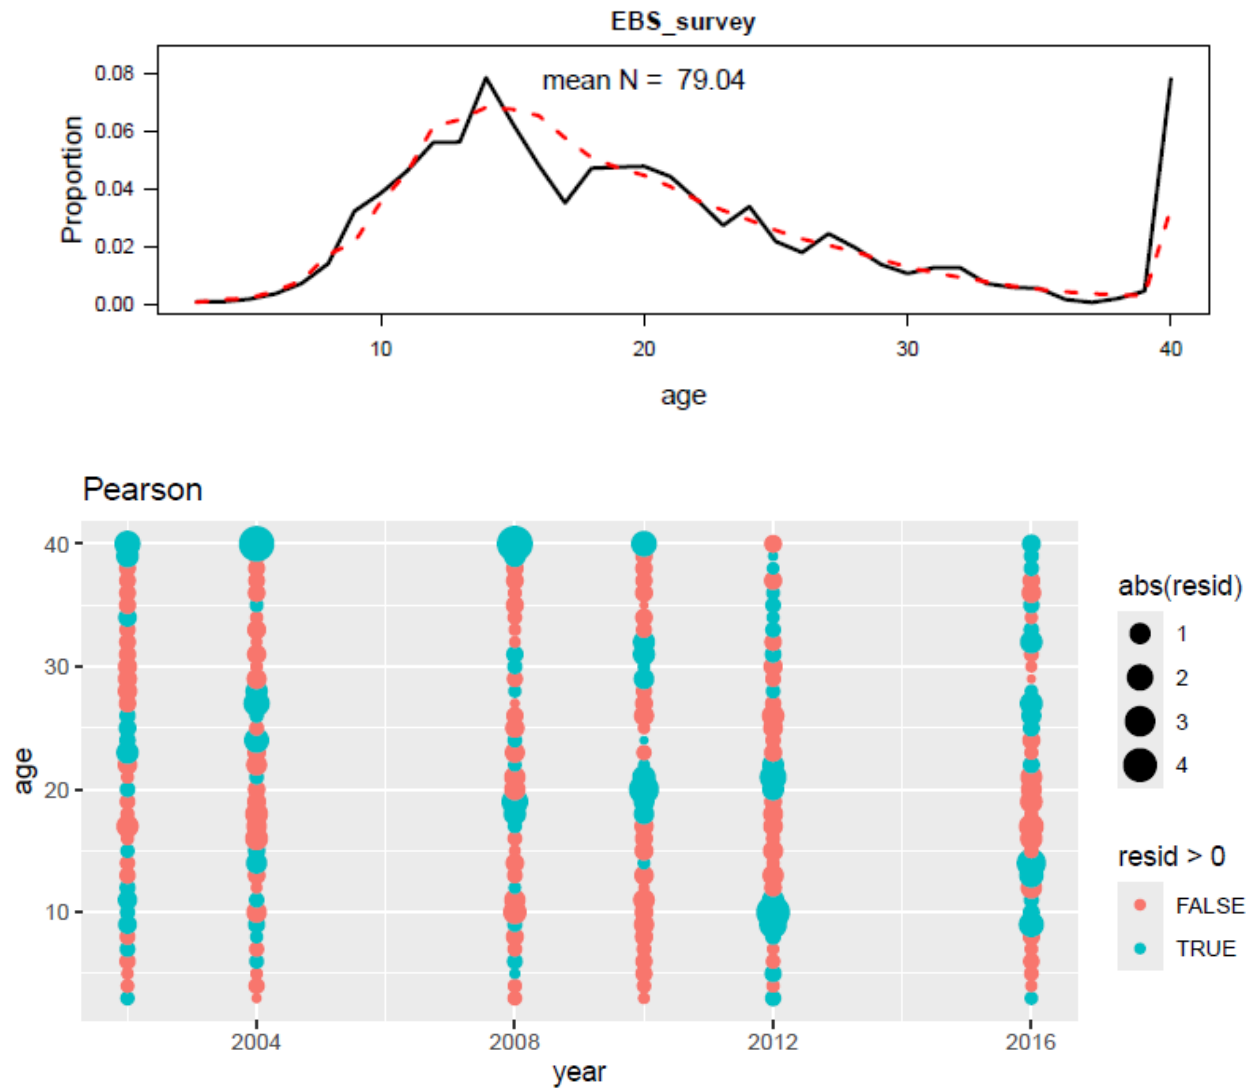 EBS_survey
mean N = 79.04
Proportion
0.08
0.06
0.04
0.02
0.00
10
20
30
40
age
Pearson
age
40
30
20
10
2004
2008
2012
2016
year
abs(resid)
1
2
3
4
resid > 0
FALSE
TRUE